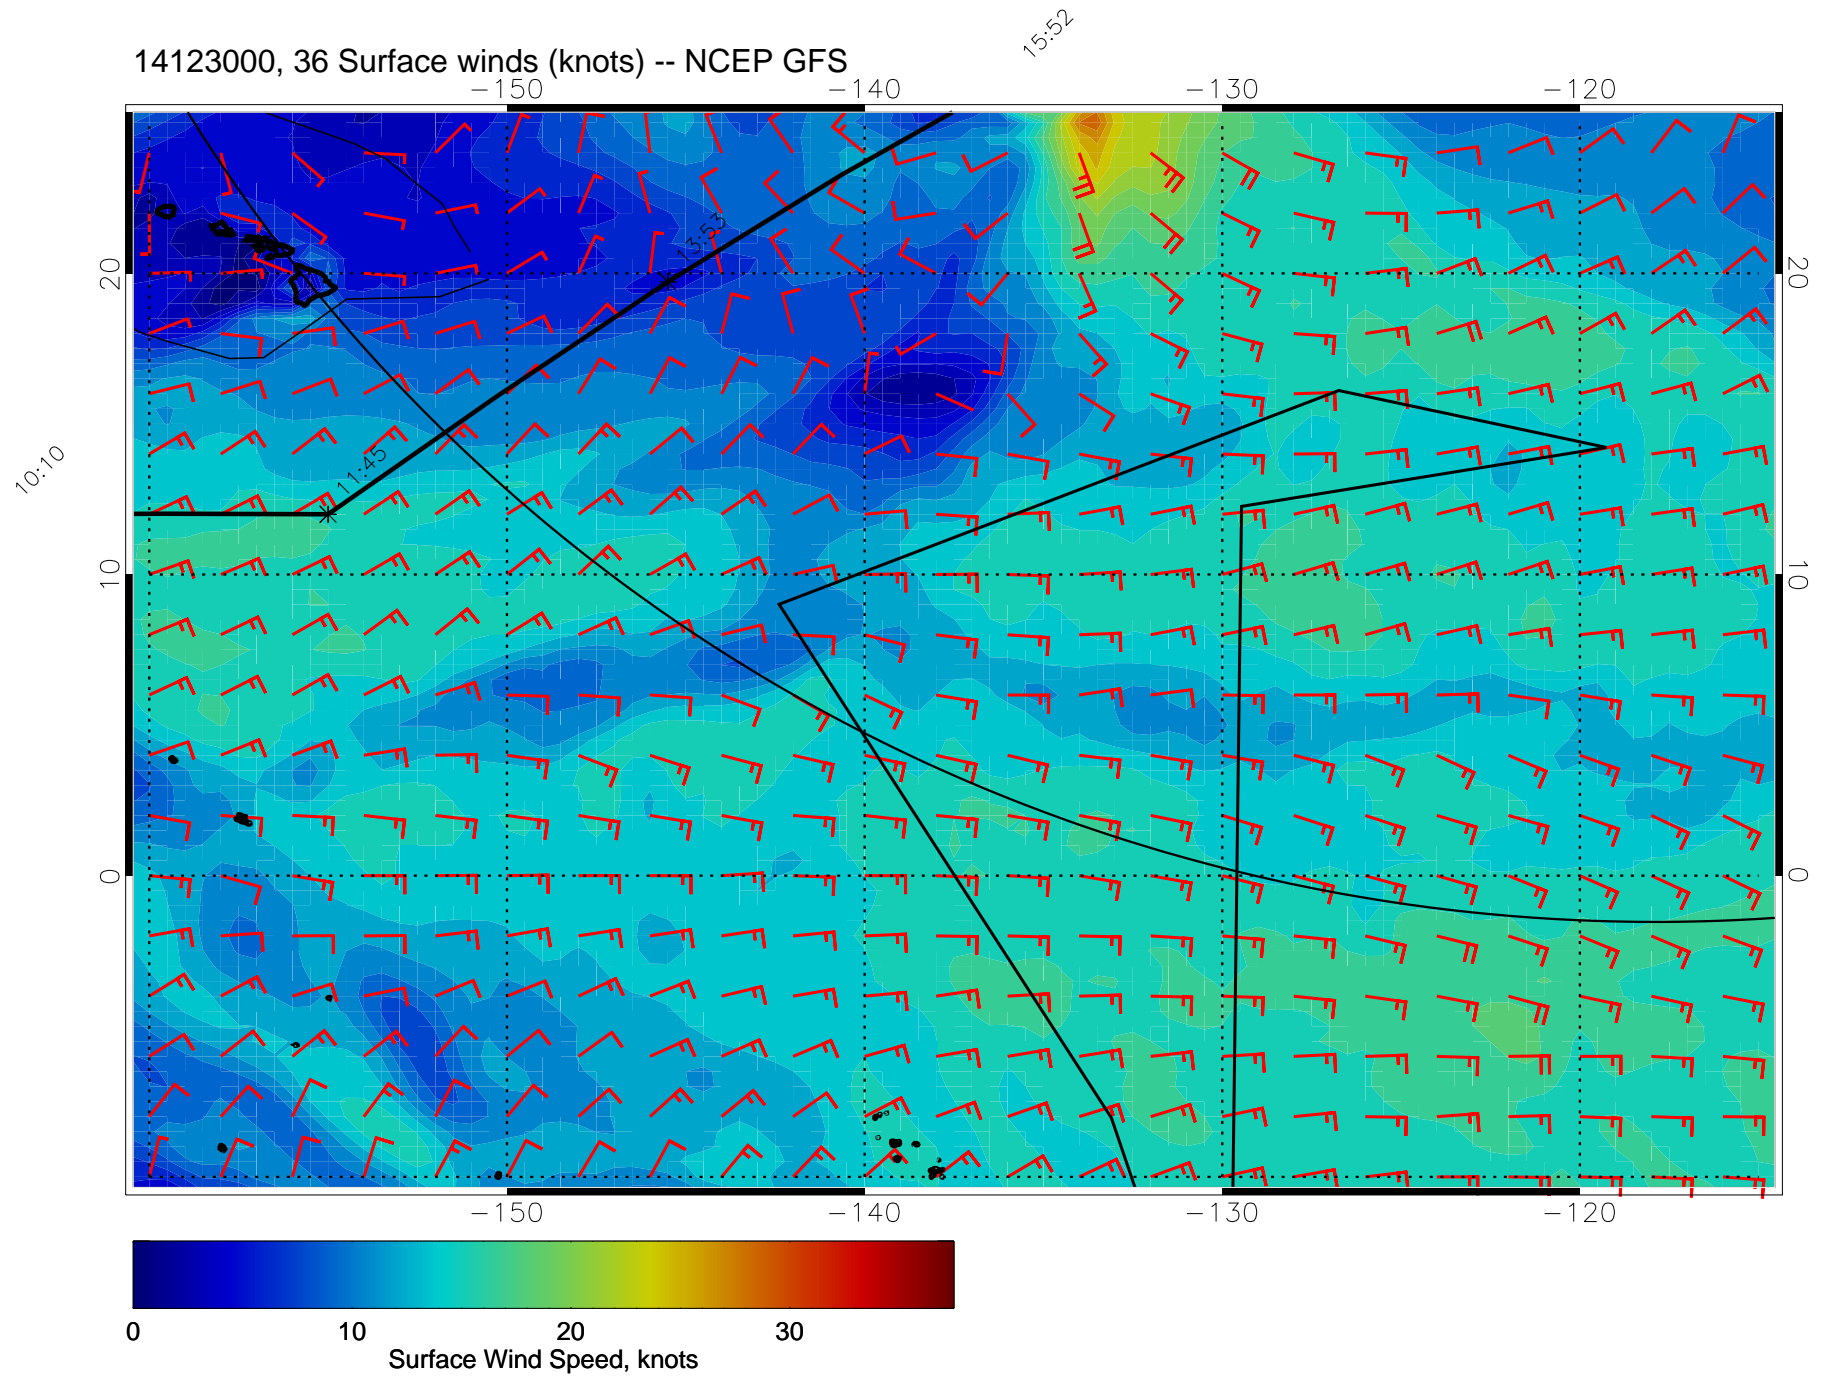 15:52
14123000, 36 Surface winds (knots) -- NCEP GFS
-150 -140 -130 -120
13:53
20 20
10:10
11:45
10 10
0 0
-150 -140 -130 -120
0 10 20 30
Surface Wind Speed, knots